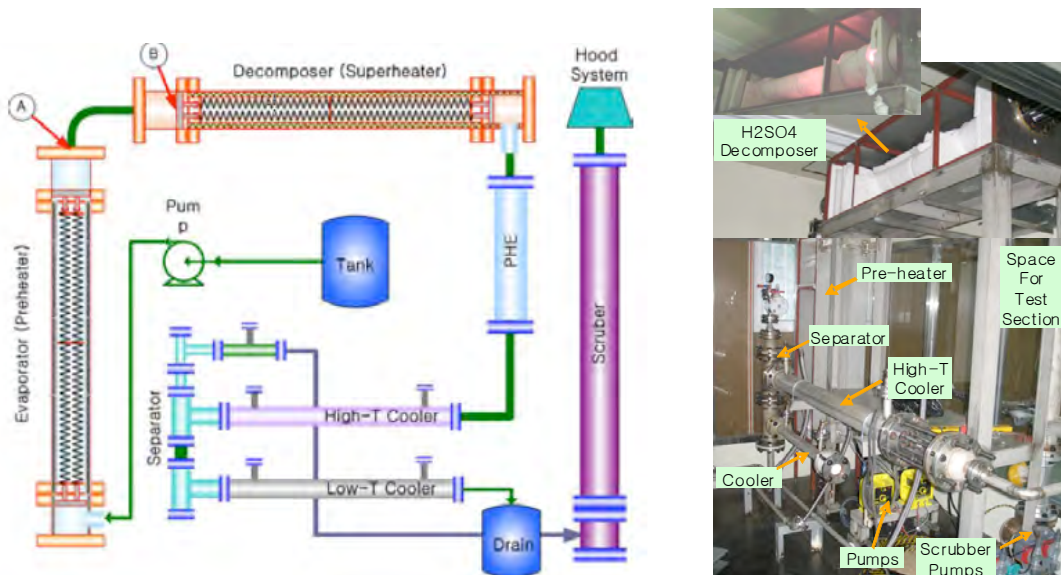 A
B
Decomposer (Superheater)
Hood
System
Evaporator (Preheater)
Pum
p
Tank
PHE
Scruber
Separator
High-T Cooler
Low-T Cooler
Drain
H2SO4
Decomposer
Pre-heater
Space
For
Test
Section
Separator
High-T
Cooler
Cooler
Pumps
Scrubber
Pumps